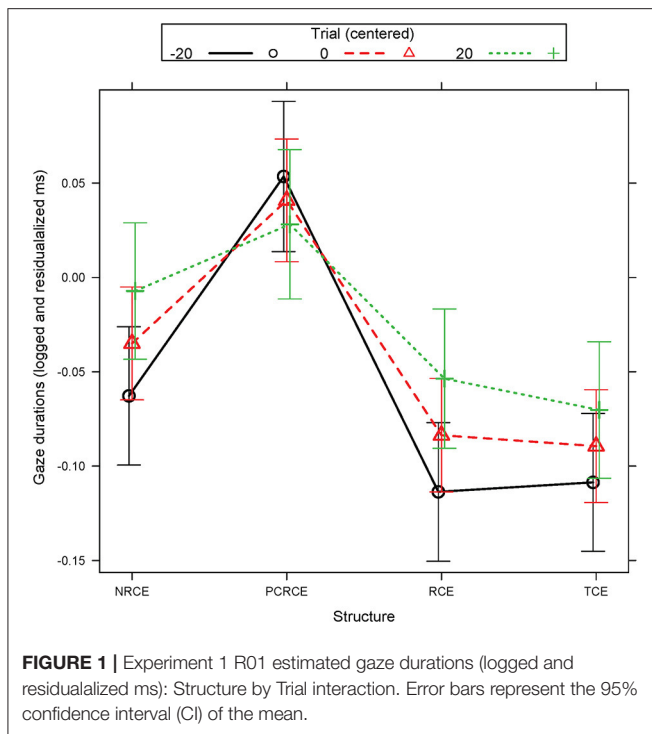 Trial (centered)
-20 0 20
Gaze durations (logged and residualalized ms)
0.05
0.00
-0.05
-0.10
-0.15
NRCE PCRCE RCE TCE
Structure
FIGURE 1 | Experiment 1 R01 estimated gaze durations (logged and
residualalized ms): Structure by Trial interaction. Error bars represent the 95%
confidence interval (CI) of the mean.